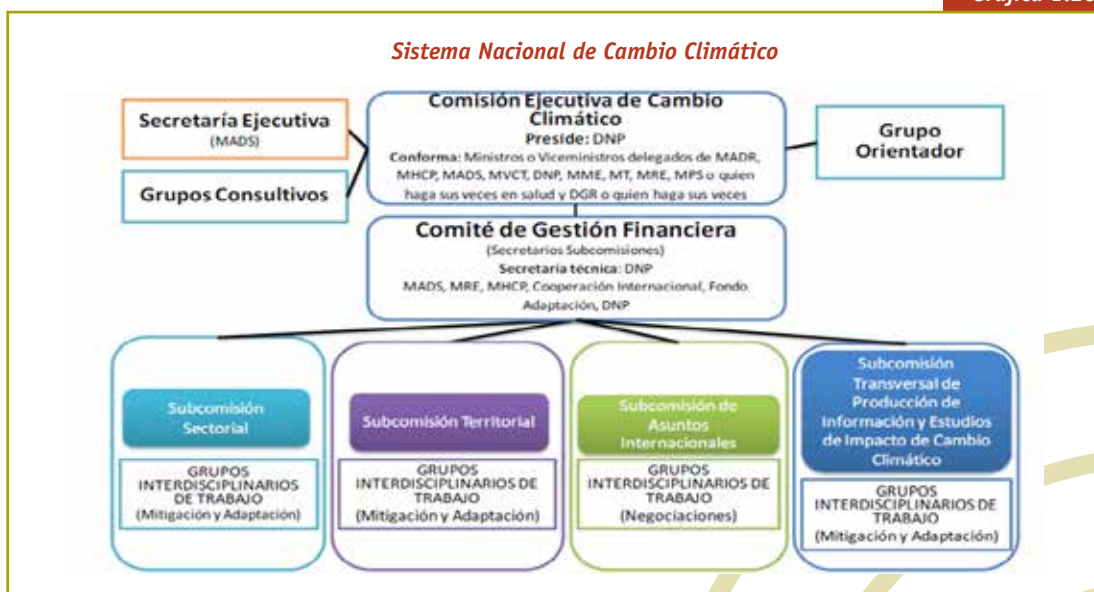 Sistema Nacional de Cambio Climático
Secretaría Ejecutiva
(MADS)
Grupos Consultivos
Comisión Ejecutiva de Cambio
Climático
Preside: DNP
Conforma: Ministros o Viceministros delegados de MADR,
MHCP, MADS, MVCT, DNP, MME, MT, MRE, MPS o quien
haga sus veces en salud y DGR o quien haga sus veces
Grupo
Orientador
Comité de Gestión Financiera
(Secretarios Subcomisiones)
Secretaria técnica: DNP
MADS, MRE, MHCP, Cooperación Internacional, Fondo
Adaptación, DNP
Subcomisión
Sectorial
GRUPOS
INTERDISCIPLINARIOS
DE TRABAJO
(Mitigación y Adaptación)
Subcomisión Territorial
GRUPOS
INTERDISCIPLINARIOS DE
TRABAJO
(Mitigación y Adaptación)
Subcomisión de
Asuntos
Internacionales
GRUPOS
INTERDISCIPLINARIOS DE
TRABAJO
(Negociaciones)
Subcomisión
Transversal de
Producción de
Información y Estudios
de Impacto de Cambio
Climático
GRUPOS
INTERDISCIPLINARIOS DE
TRABAJO
(Mitigación y Adaptación)